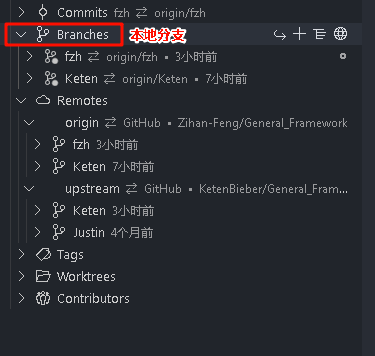 Commits fzh ⇄ origin/fzh
Branches 本地分支
fzh ⇄ origin/fzh • 3小时前
Keten ⇄ origin/Keten • 7小时前
Remotes
origin ⇄ GitHub • Zihan-Feng/General_Framework
fzh 3小时前
Keten 7小时前
upstream ⇄ GitHub • KetenBieber/General_Fram...
Keten 3小时前
Justin 4个月前
Tags
Worktrees
Contributors